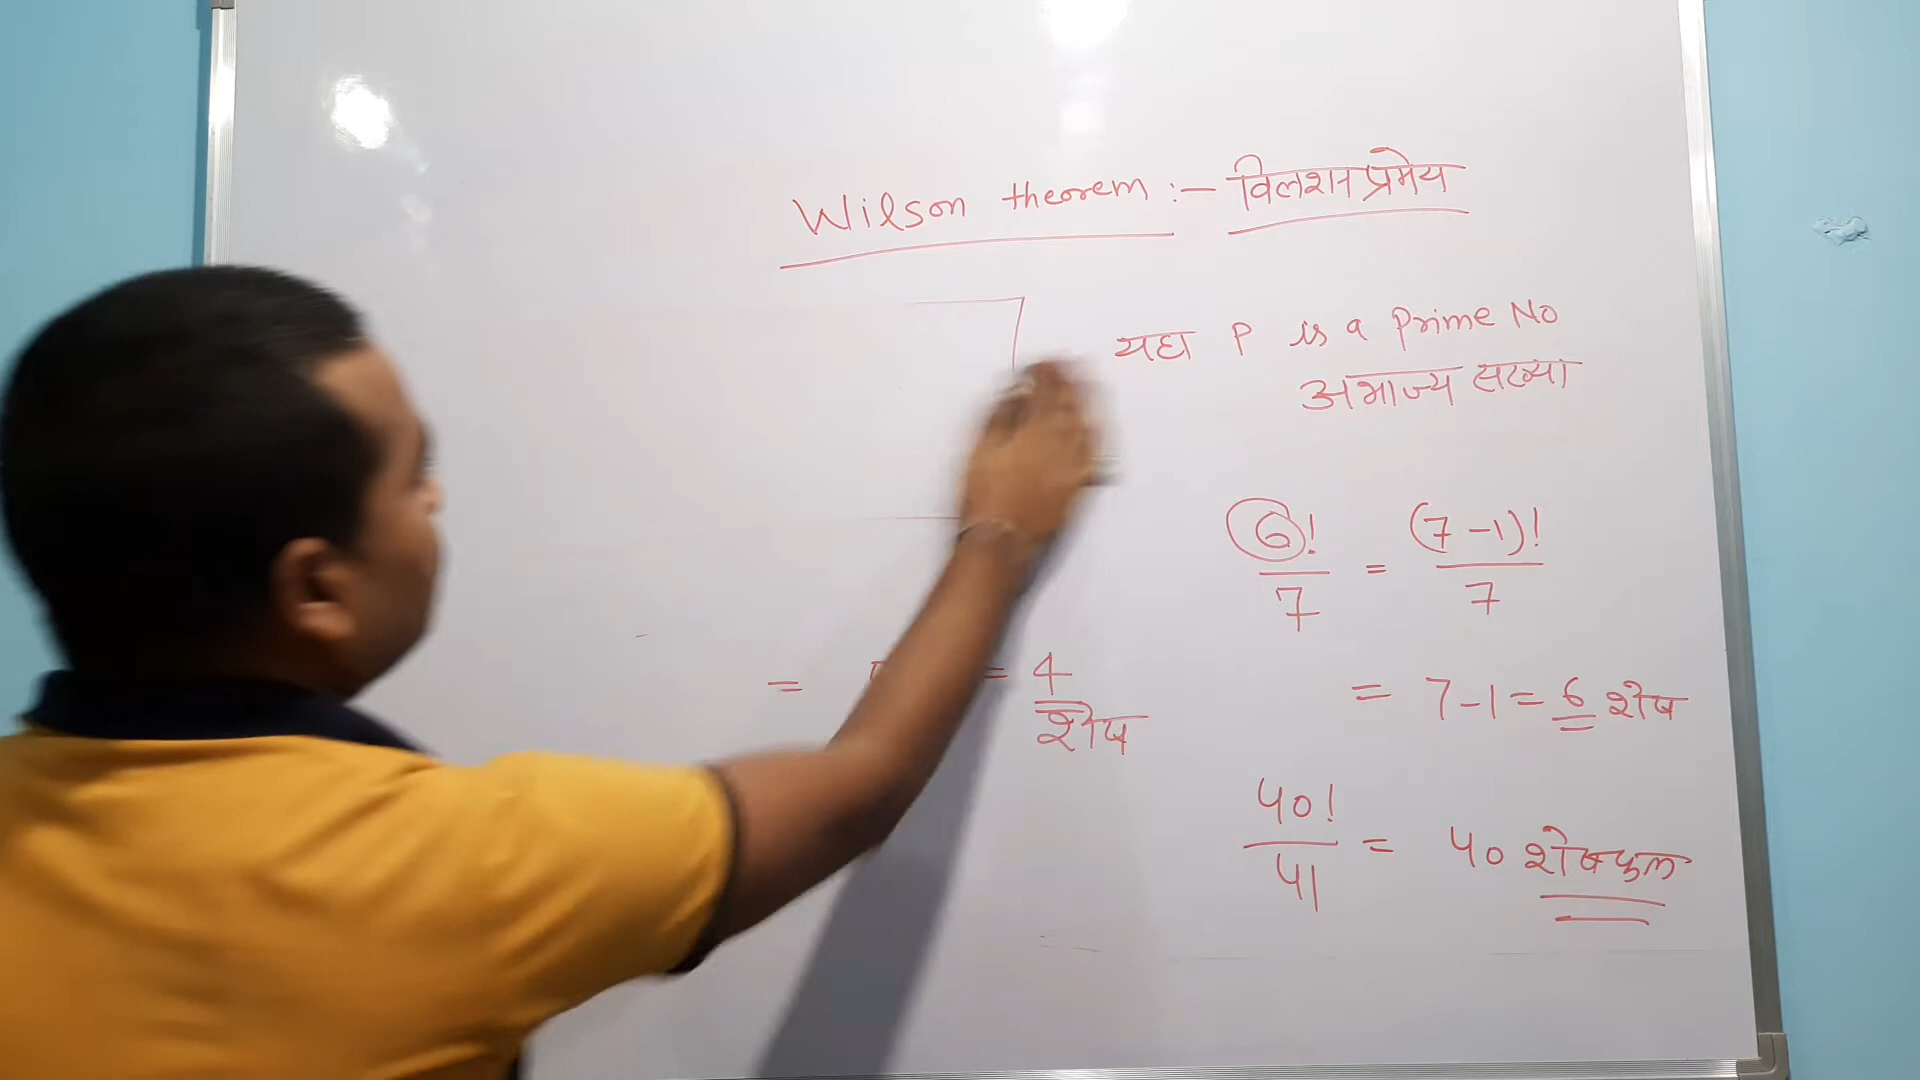 Wilson theorem :- विलशन प्रमेय
यहा P is a Prime No
अभाज्य संख्या
6! / 7 = (7-1)! / 7
= = 4
शेष
= 7-1 = 6 शेष
40! / 41 = 40 शेषफल